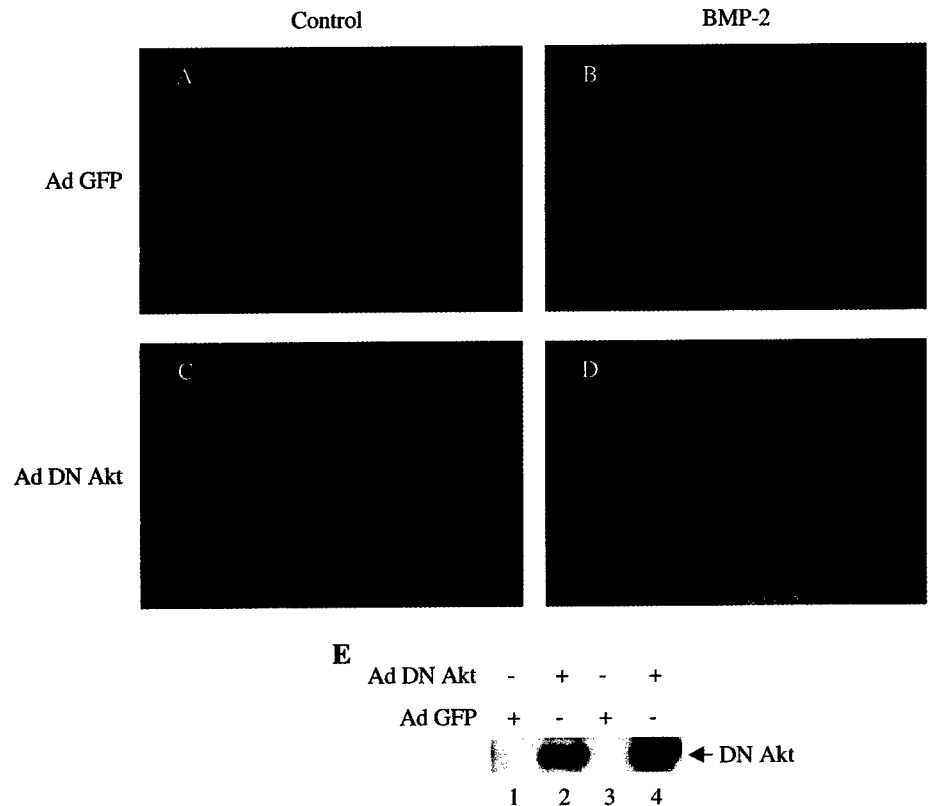 Control BMP-2
A B
Ad GFP
C D
Ad DN Akt
E
Ad DN Akt - + - +
Ad GFP + - + -
DN Akt
1 2 3 4